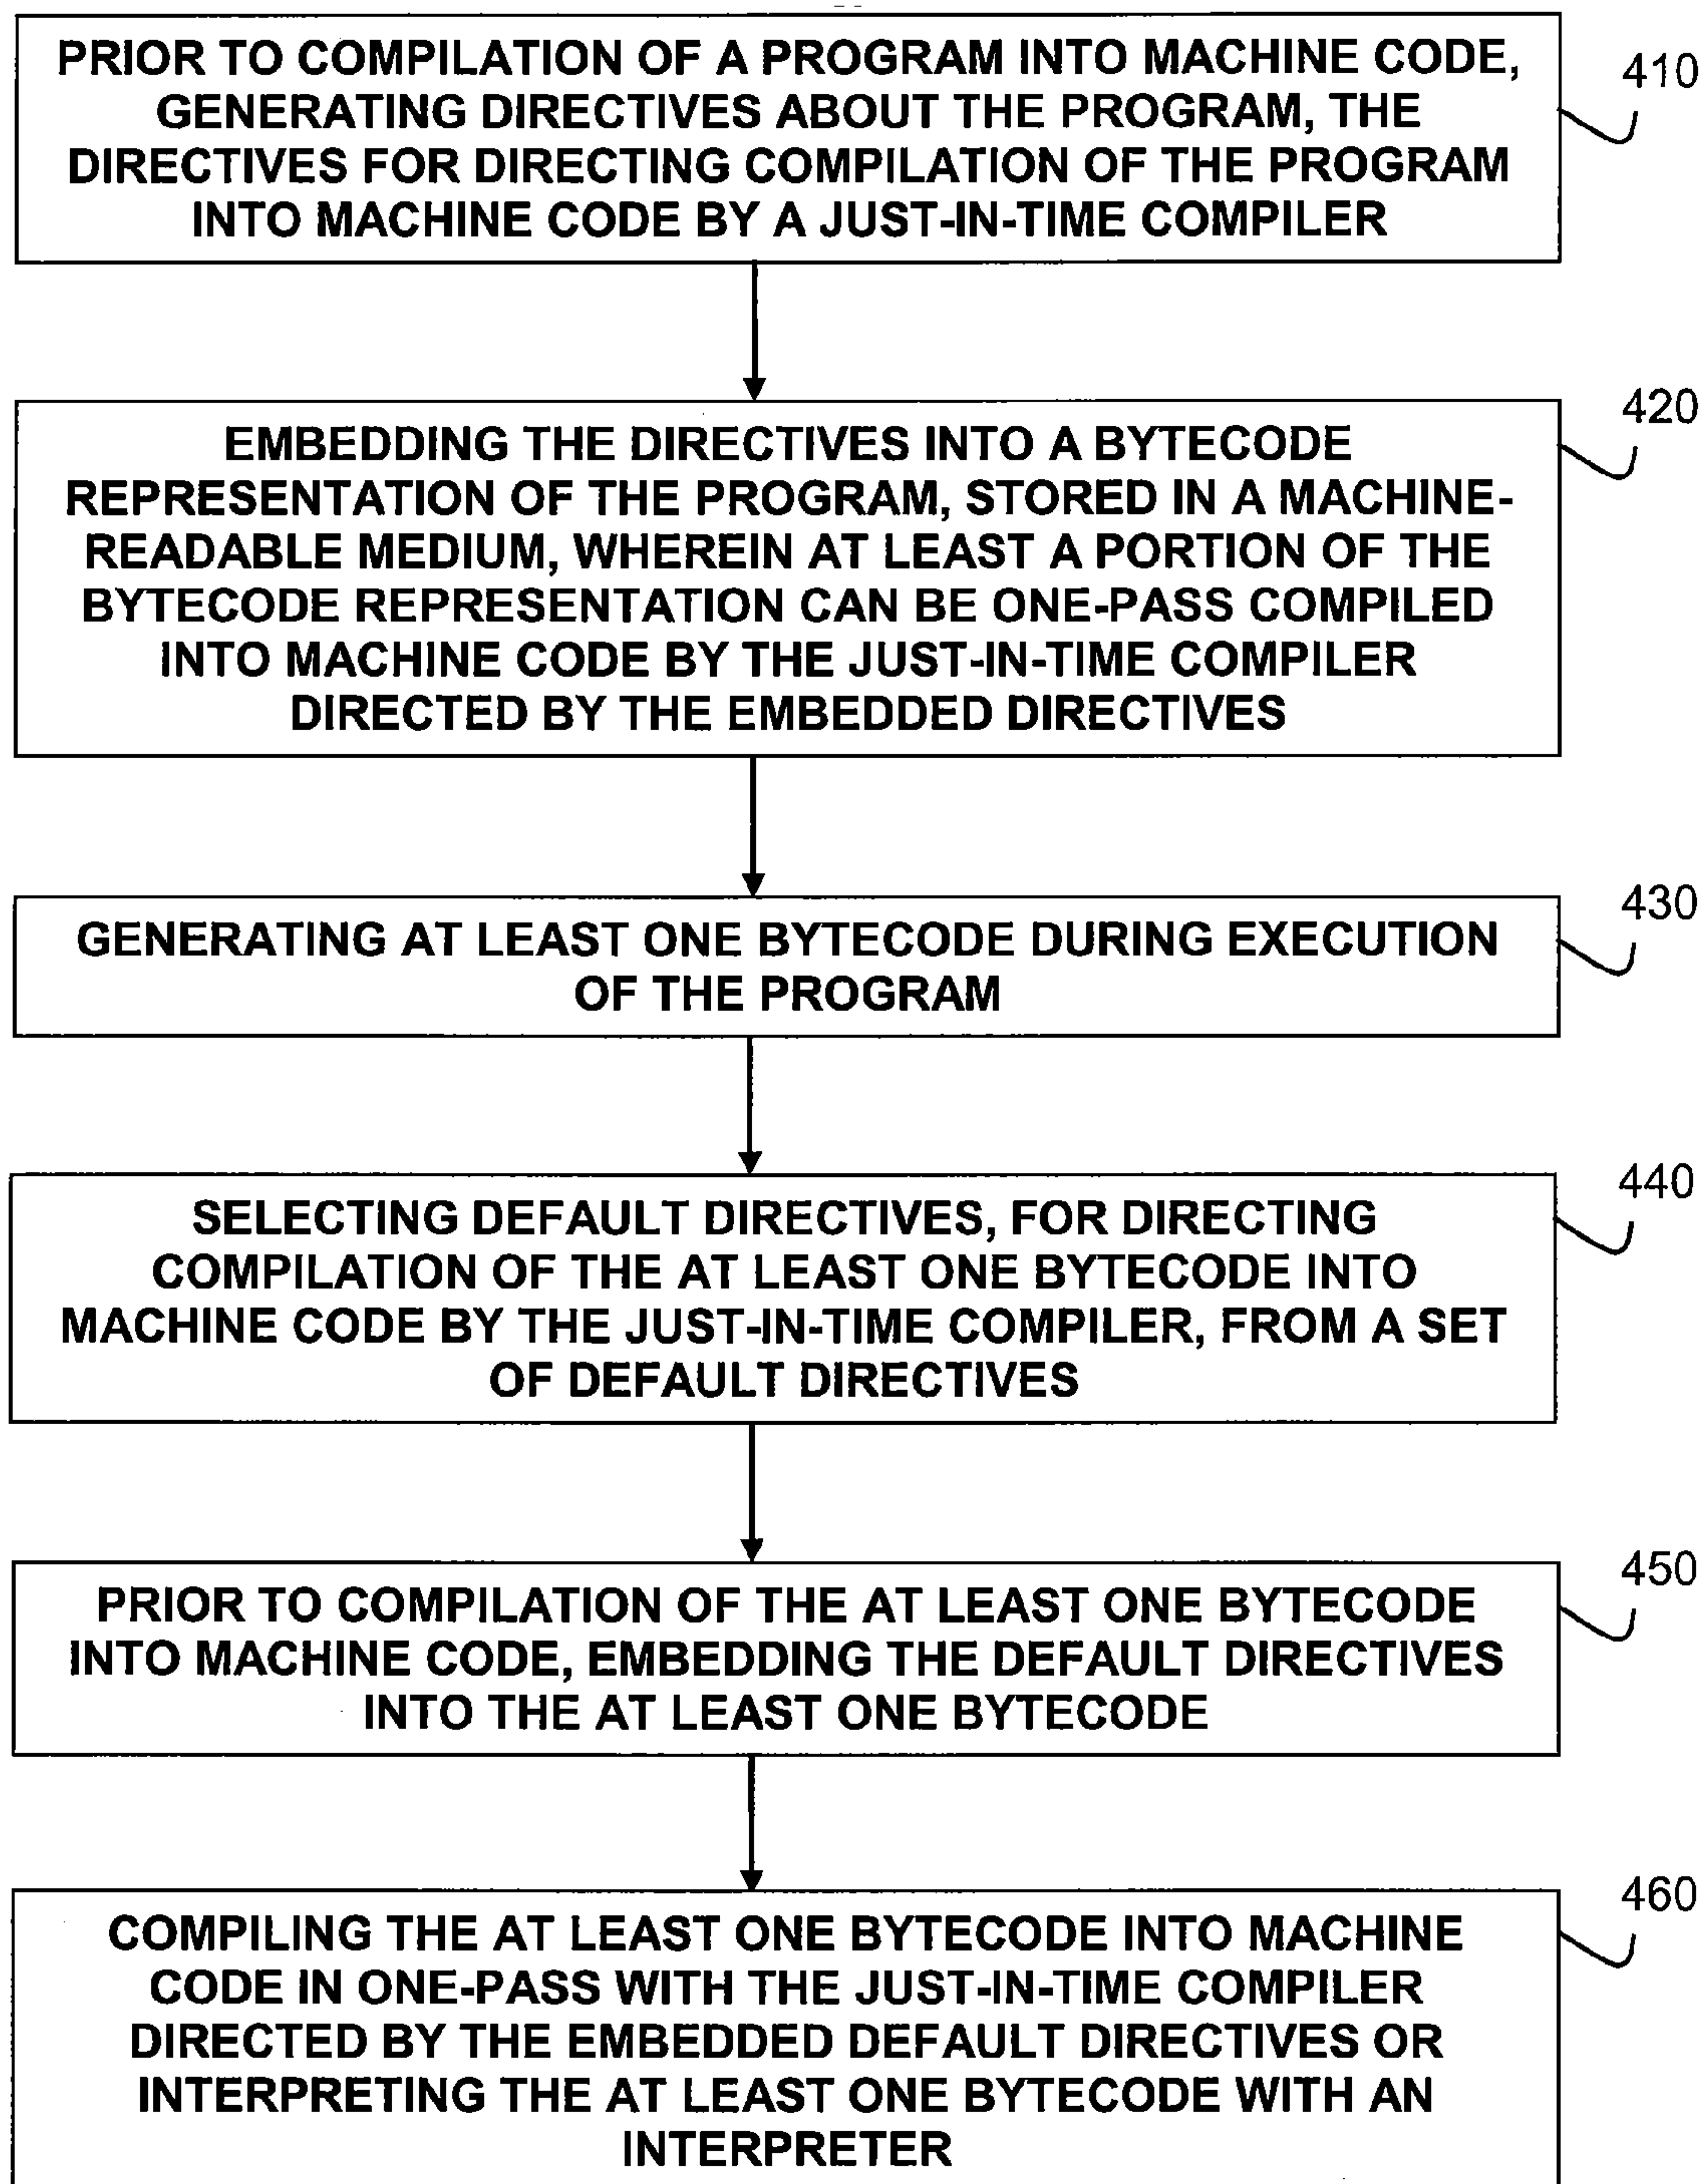 PRIOR TO COMPILATION OF A PROGRAM INTO MACHINE CODE,
GENERATING DIRECTIVES ABOUT THE PROGRAM, THE
DIRECTIVES FOR DIRECTING COMPILATION OF THE PROGRAM
INTO MACHINE CODE BY A JUST-IN-TIME COMPILER
410
EMBEDDING THE DIRECTIVES INTO A BYTECODE
REPRESENTATION OF THE PROGRAM, STORED IN A MACHINE-
READABLE MEDIUM, WHEREIN AT LEAST A PORTION OF THE
BYTECODE REPRESENTATION CAN BE ONE-PASS COMPILED
INTO MACHINE CODE BY THE JUST-IN-TIME COMPILER
DIRECTED BY THE EMBEDDED DIRECTIVES
420
GENERATING AT LEAST ONE BYTECODE DURING EXECUTION
OF THE PROGRAM
430
SELECTING DEFAULT DIRECTIVES, FOR DIRECTING
COMPILATION OF THE AT LEAST ONE BYTECODE INTO
MACHINE CODE BY THE JUST-IN-TIME COMPILER, FROM A SET
OF DEFAULT DIRECTIVES
440
PRIOR TO COMPILATION OF THE AT LEAST ONE BYTECODE
INTO MACHINE CODE, EMBEDDING THE DEFAULT DIRECTIVES
INTO THE AT LEAST ONE BYTECODE
450
COMPILING THE AT LEAST ONE BYTECODE INTO MACHINE
CODE IN ONE-PASS WITH THE JUST-IN-TIME COMPILER
DIRECTED BY THE EMBEDDED DEFAULT DIRECTIVES OR
INTERPRETING THE AT LEAST ONE BYTECODE WITH AN
INTERPRETER
460